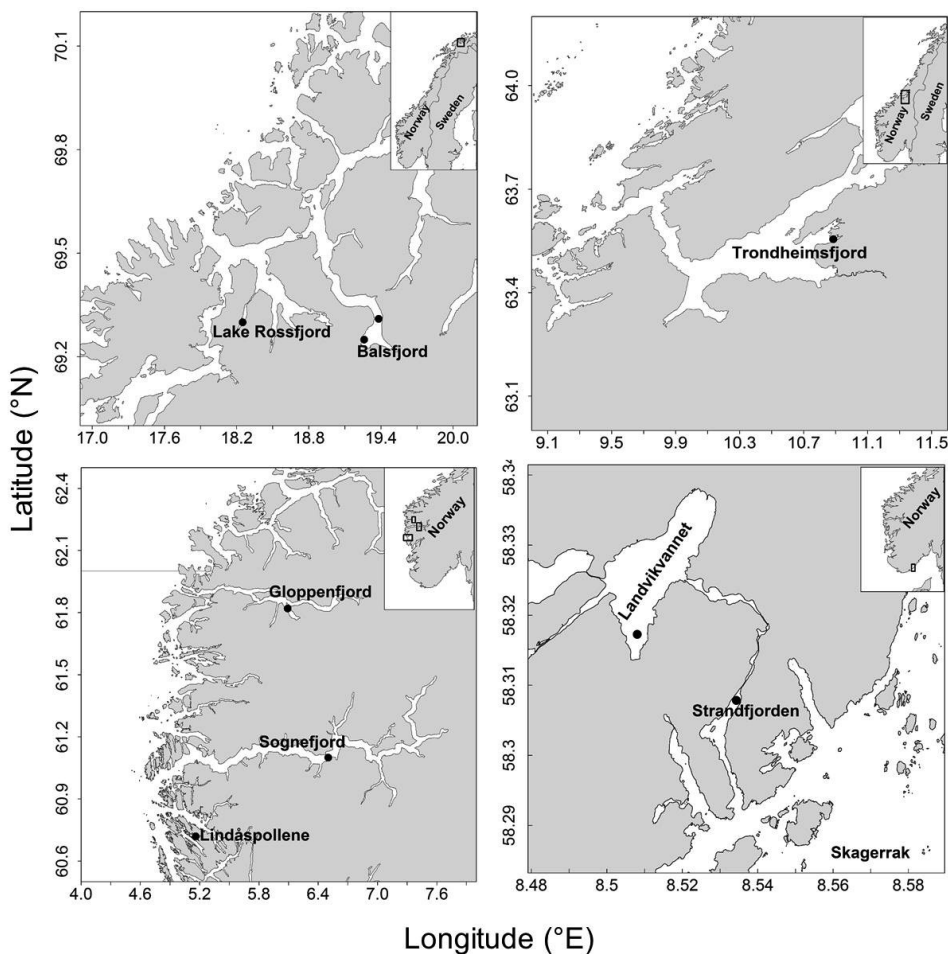 Latitude (°N)
70.1
69.8
69.5
69.2
17.0 17.6 18.2 18.8 19.4 20.0
Norway
Sweden
Lake Rossfjord
Balsfjord
64.0
63.7
63.4
63.1
9.1 9.5 9.9 10.3 10.7 11.1 11.5
Norway
Sweden
Trondheimsfjord
62.4
62.1
61.8
61.5
61.2
60.9
60.6
4.0 4.6 5.2 5.8 6.4 7.0 7.6
Norway
Gloppenfjord
Sognefjord
Lindåspollene
58.34
58.33
58.32
58.31
58.3
58.29
8.48 8.5 8.52 8.54 8.56 8.58
Norway
Landvikvannet
Strandfjorden
Skagerrak
Longitude (°E)